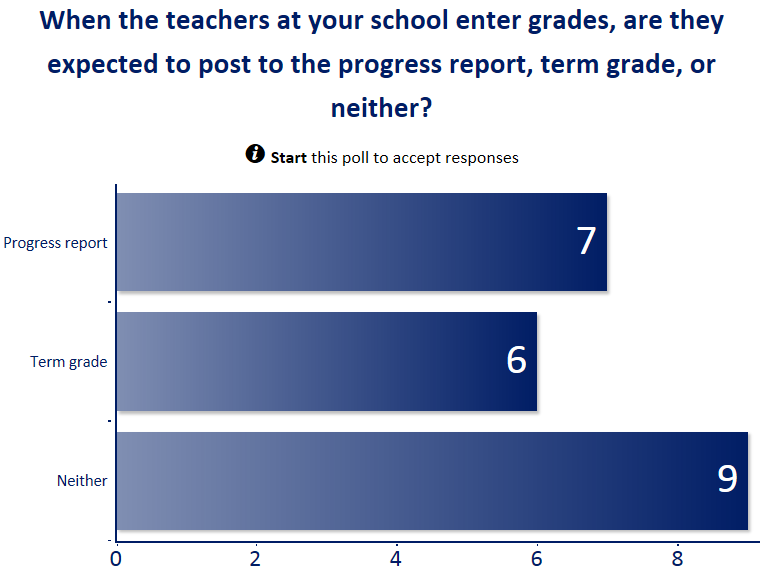 When the teachers at your school enter grades, are they
expected to post to the progress report, term grade, or
neither?
Start this poll to accept responses
Progress report
7
Term grade
6
Neither
9
0 2 4 6 8